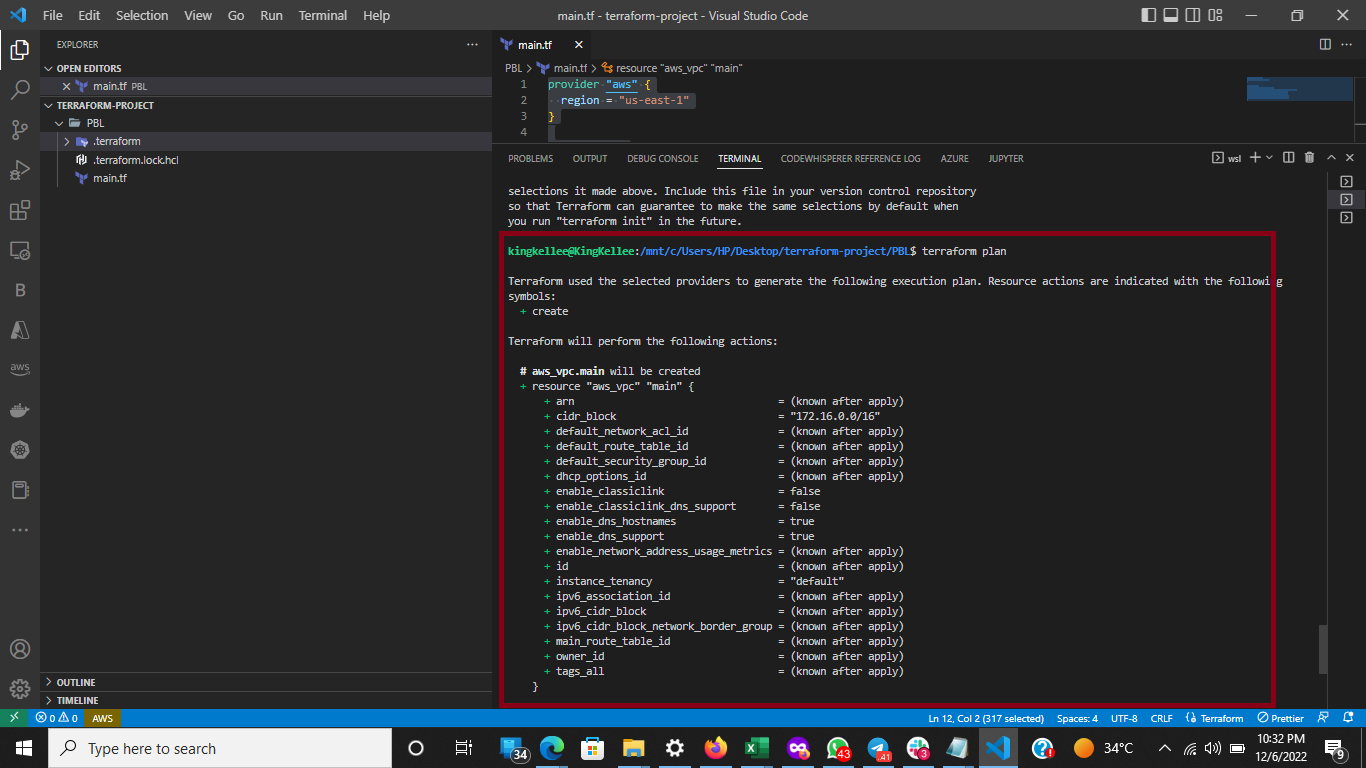 File Edit Selection View Go Run Terminal Help
main.tf - terraform-project - Visual Studio Code
EXPLORER
OPEN EDITORS
main.tf PBL
TERRAFORM-PROJECT
PBL
.terraform
.terraform.lock.hcl
main.tf
OUTLINE
TIMELINE
B
aws
main.tf
PBL > main.tf > resource "aws_vpc" "main"
1 provider "aws" {
2 region = "us-east-1"
3 }
4
PROBLEMS OUTPUT DEBUG CONSOLE TERMINAL CODEWHISPERER REFERENCE LOG AZURE JUPYTER
wsl
selections it made above. Include this file in your version control repository
so that Terraform can guarantee to make the same selections by default when
you run "terraform init" in the future.
kingkellee@KingKellee:/mnt/c/Users/HP/Desktop/terraform-project/PBL$ terraform plan
Terraform used the selected providers to generate the following execution plan. Resource actions are indicated with the following
symbols:
+ create
Terraform will perform the following actions:
# aws_vpc.main will be created
+ resource "aws_vpc" "main" {
+ arn = (known after apply)
+ cidr_block = "172.16.0.0/16"
+ default_network_acl_id = (known after apply)
+ default_route_table_id = (known after apply)
+ default_security_group_id = (known after apply)
+ dhcp_options_id = (known after apply)
+ enable_classiclink = false
+ enable_classiclink_dns_support = false
+ enable_dns_hostnames = true
+ enable_dns_support = true
+ enable_network_address_usage_metrics = (known after apply)
+ id = (known after apply)
+ instance_tenancy = "default"
+ ipv6_association_id = (known after apply)
+ ipv6_cidr_block = (known after apply)
+ ipv6_cidr_block_network_border_group = (known after apply)
+ main_route_table_id = (known after apply)
+ owner_id = (known after apply)
+ tags_all = (known after apply)
}
0 0 AWS
Ln 12, Col 2 (317 selected) Spaces: 4 UTF-8 CRLF Terraform Prettier
Type here to search
34
43
41
3
34°C
10:32 PM
12/6/2022
9